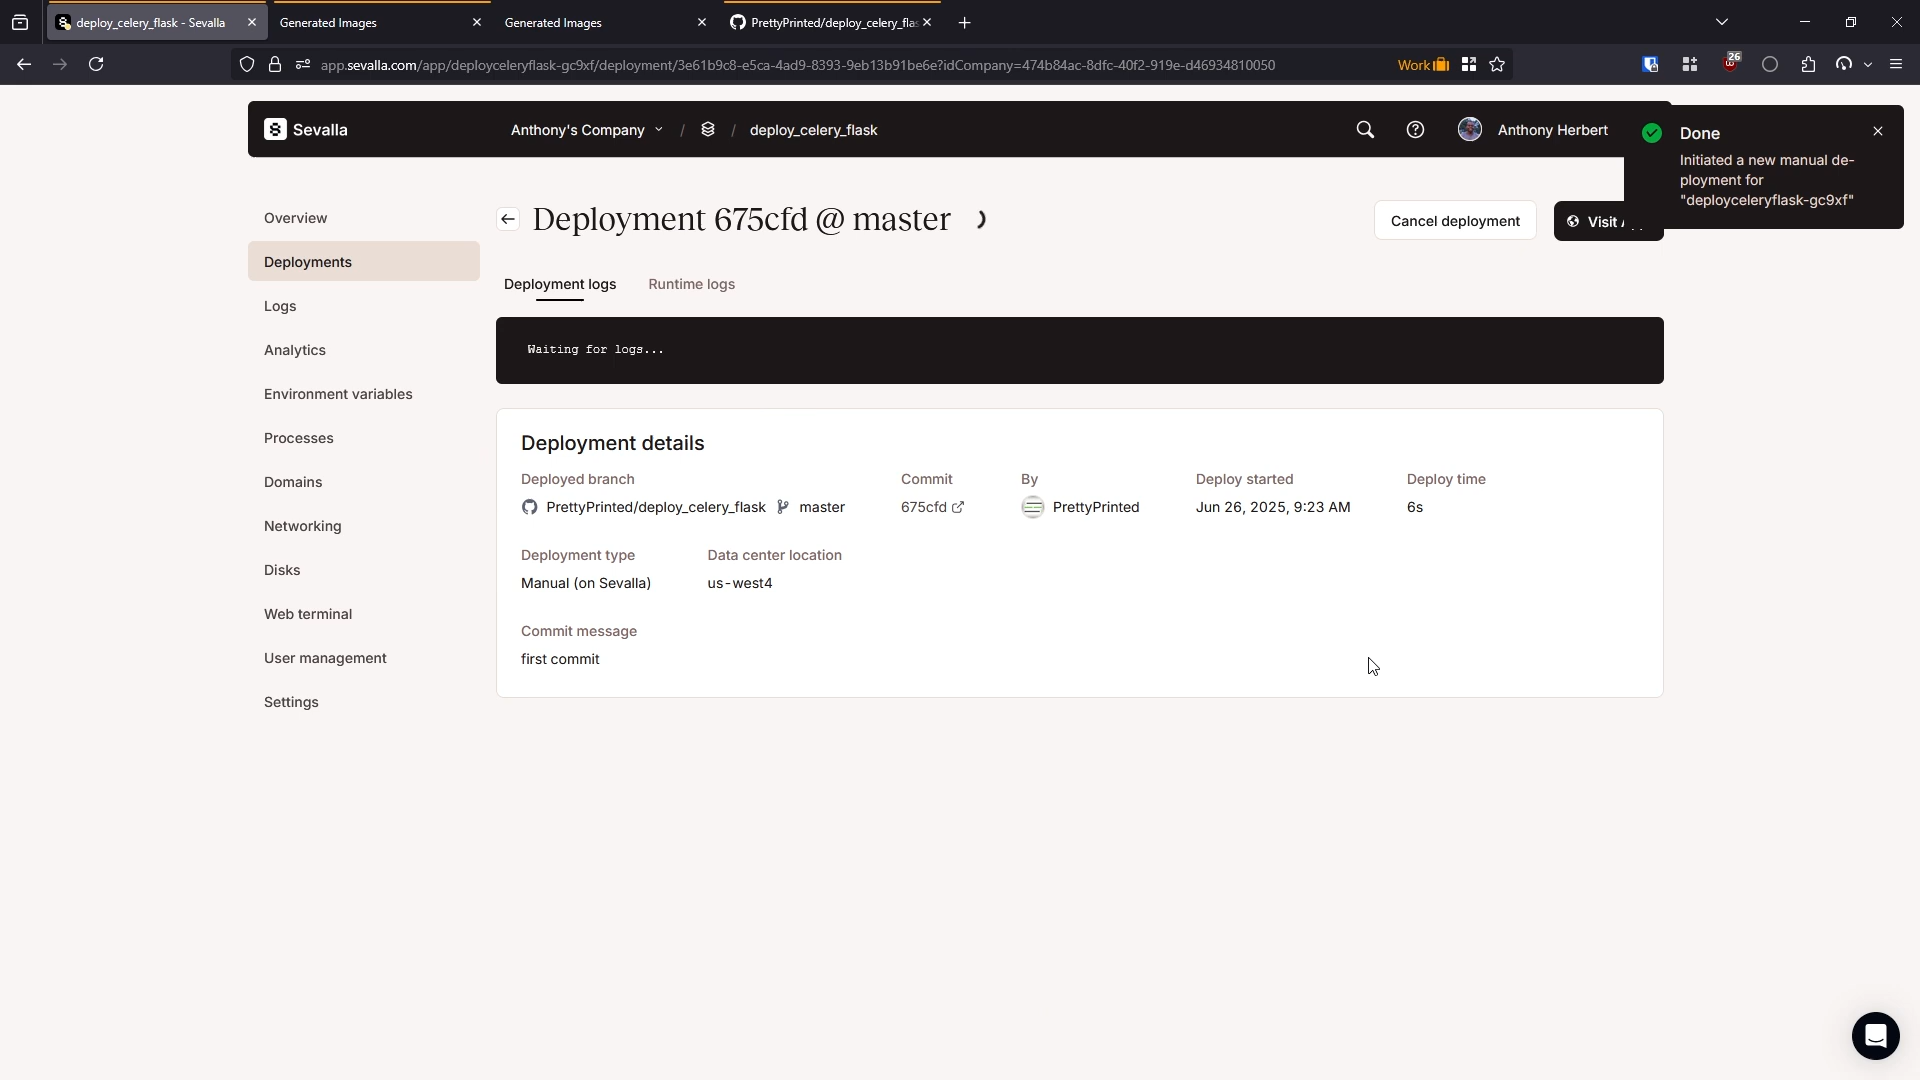 deploy_celery_flask - Sevalla
Generated Images
Generated Images
PrettyPrinted/deploy_celery_flas
app.sevalla.com/app/deployceleryflask-gc9xf/deployment/3e61b9c8-e5ca-4ad9-8393-9eb13b91be6e?idCompany=474b84ac-8dfc-40f2-919e-d46934810050
Work
26
Sevalla
Anthony's Company / / deploy_celery_flask
Anthony Herbert
Done
Initiated a new manual de-
ployment for
"deployceleryflask-gc9xf"
Overview
Deployments
Logs
Analytics
Environment variables
Processes
Domains
Networking
Disks
Web terminal
User management
Settings
Deployment 675cfd @ master
Cancel deployment
Visit
Deployment logs
Runtime logs
Waiting for logs...
Deployment details
Deployed branch
PrettyPrinted/deploy_celery_flask master
Commit
675cfd
By
PrettyPrinted
Deploy started
Jun 26, 2025, 9:23 AM
Deploy time
6s
Deployment type
Manual (on Sevalla)
Data center location
us-west4
Commit message
first commit